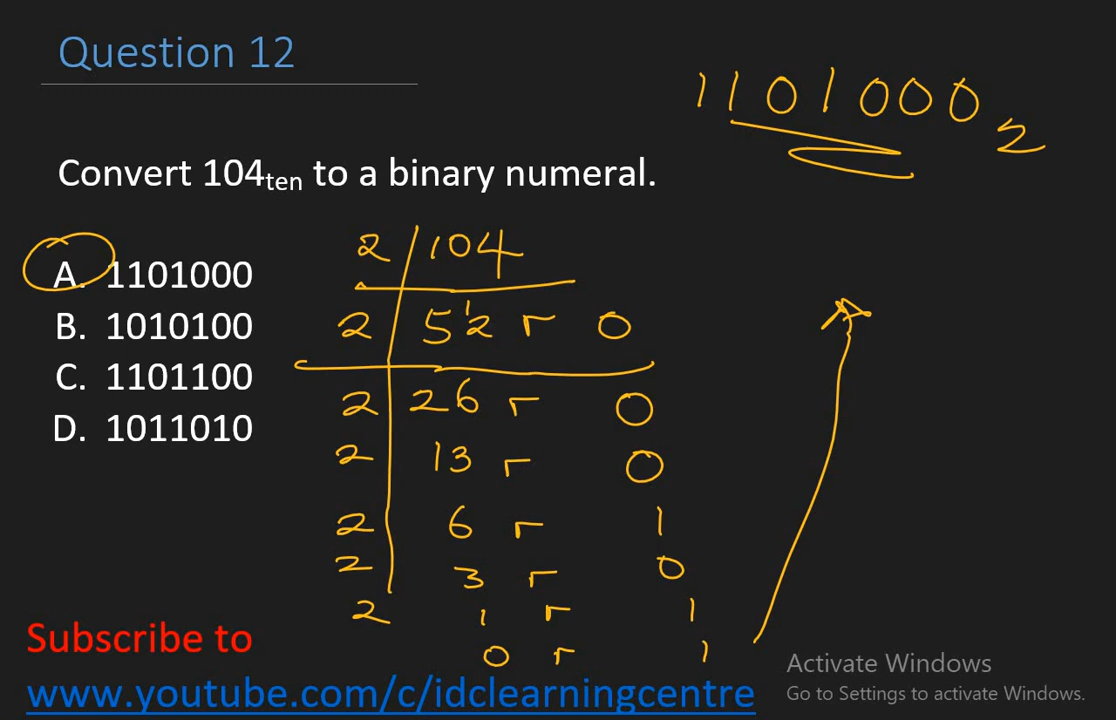 Question 12
1101000₂
Convert 104ten to a binary numeral.
A. 1101000
B. 1010100
C. 1101100
D. 1011010
2 104
2 52 r 0
2 26 r 0
2 13 r 0
2 6 r 1
2 3 r 0
2 1 r 1
0 r 1
Subscribe to
www.youtube.com/c/idclearningcentre
Activate Windows
Go to Settings to activate Windows.